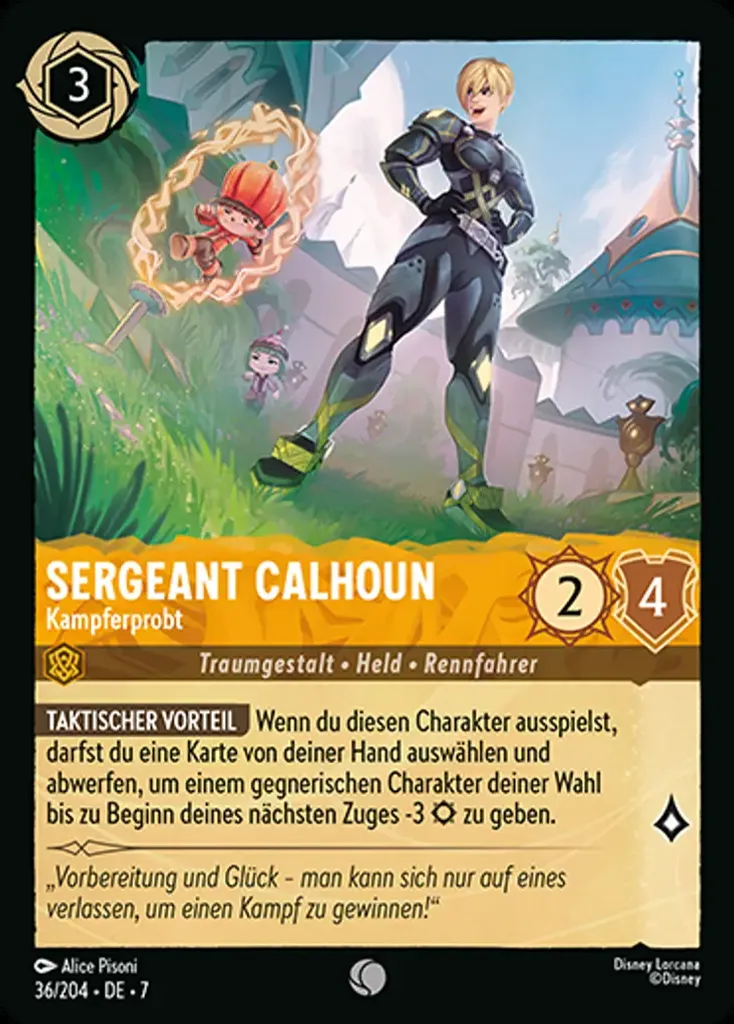 3
SERGEANT CALHOUN
Kampferprobt
2
4
Traumgestalt • Held • Rennfahrer
TAKTISCHER VORTEIL Wenn du diesen Charakter ausspielst,
darfst du eine Karte von deiner Hand auswählen und
abwerfen, um einem gegnerischen Charakter deiner Wahl
bis zu Beginn deines nächsten Zuges -3 zu geben.
„Vorbereitung und Glück – man kann sich nur auf eines
verlassen, um einen Kampf zu gewinnen!“
Alice Pisoni
36/204 • DE • 7
Disney Lorcana
©Disney